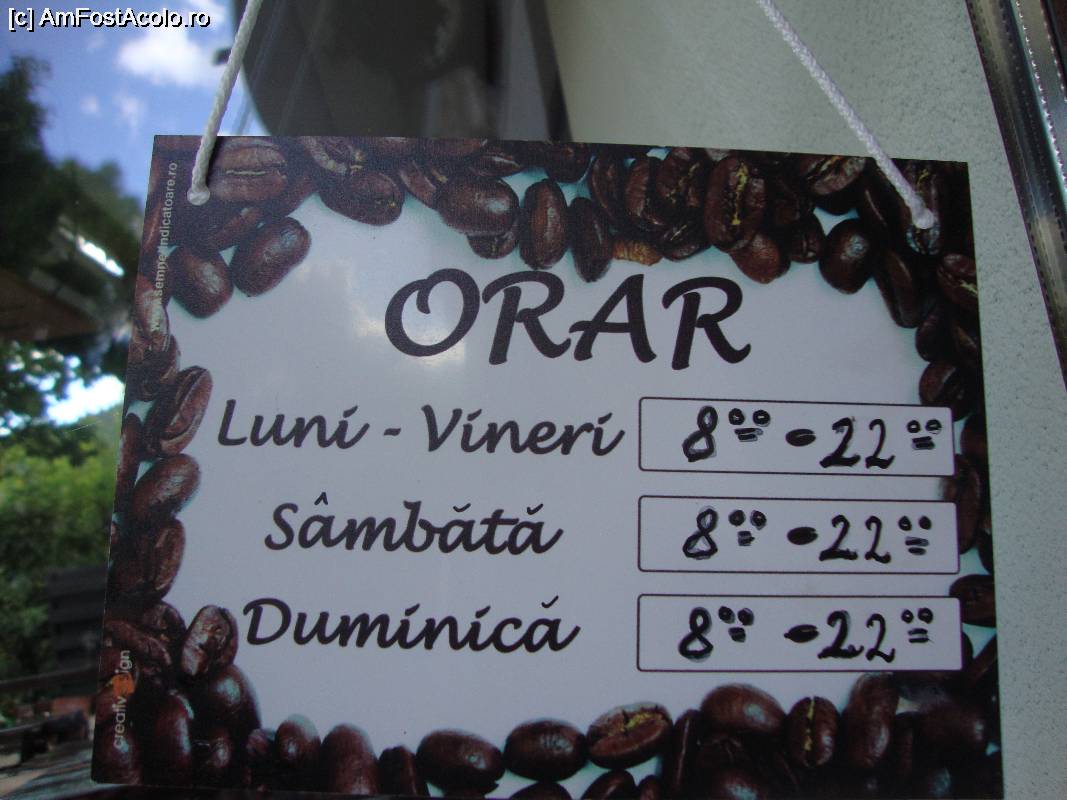 [c] AmFostAcolo.ro
ORAR
Luni - Vineri 8⁰⁰ - 22⁰⁰
Sâmbătă 8⁰⁰ - 22⁰⁰
Duminică 8⁰⁰ - 22⁰⁰